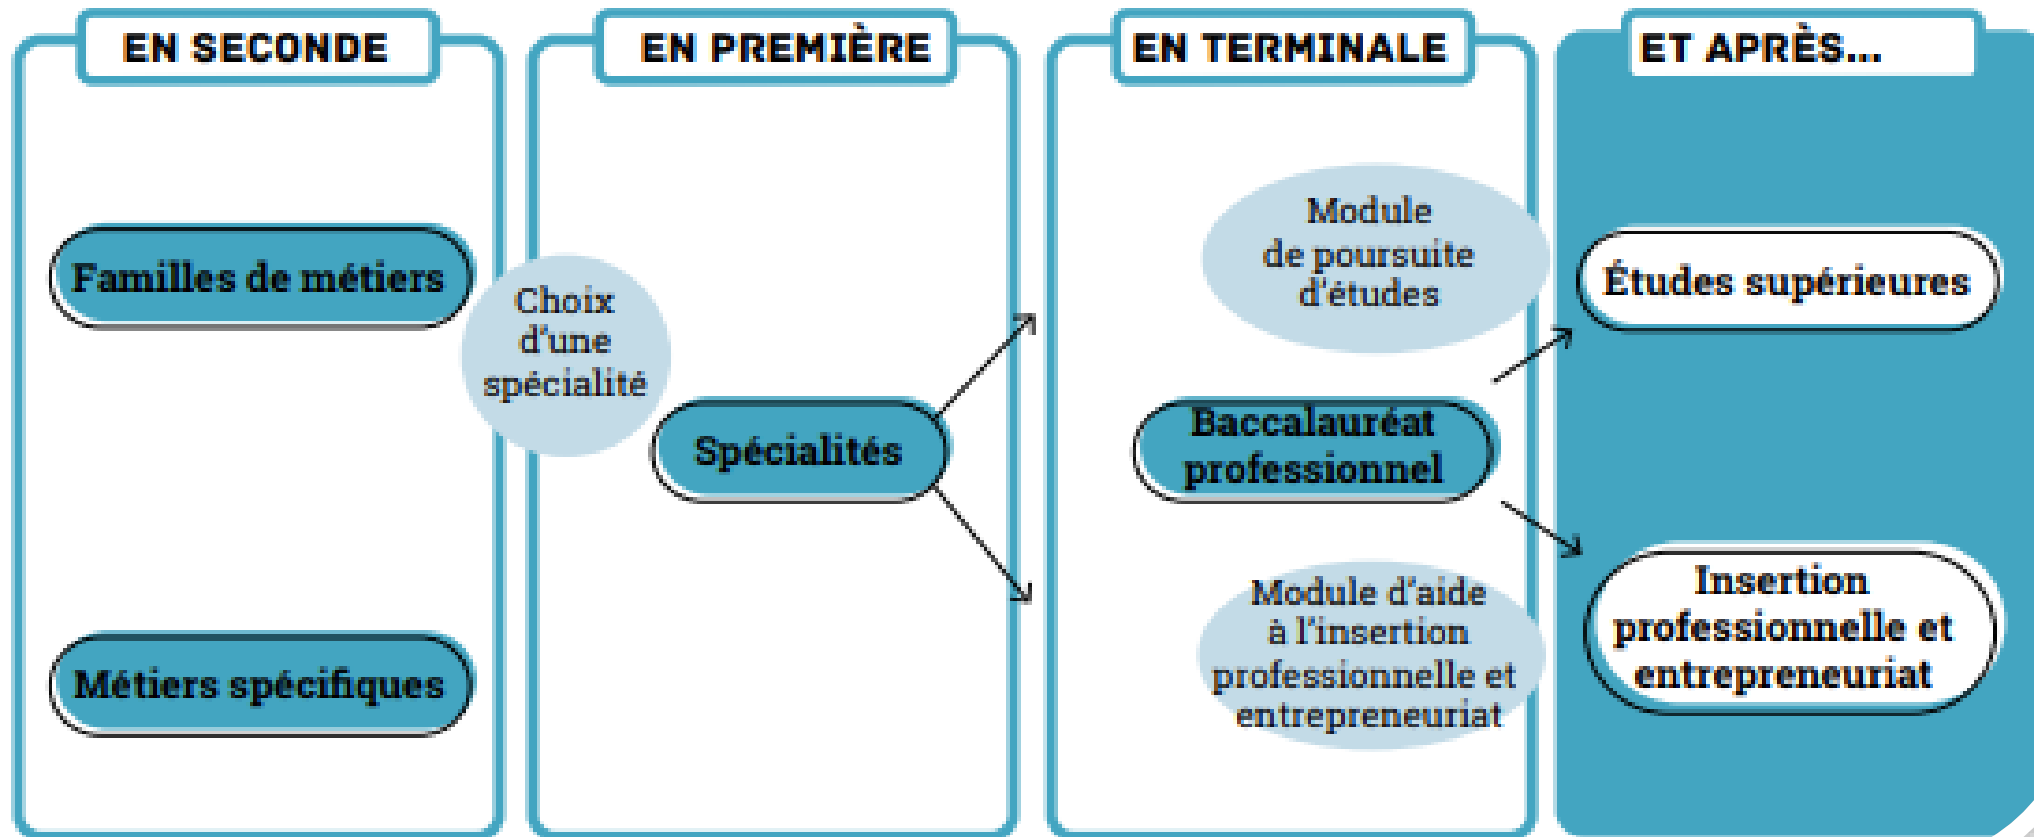 EN SECONDE
Familles de métiers
Métiers spécifiques
Choix
d'une
spécialité
EN PREMIÈRE
Spécialités
EN TERMINALE
Module
de poursuite
d'études
Baccalauréat
professionnel
Module d'aide
à l'insertion
professionnelle et
entrepreneuriat
ET APRÈS...
Études supérieures
Insertion
professionnelle et
entrepreneuriat